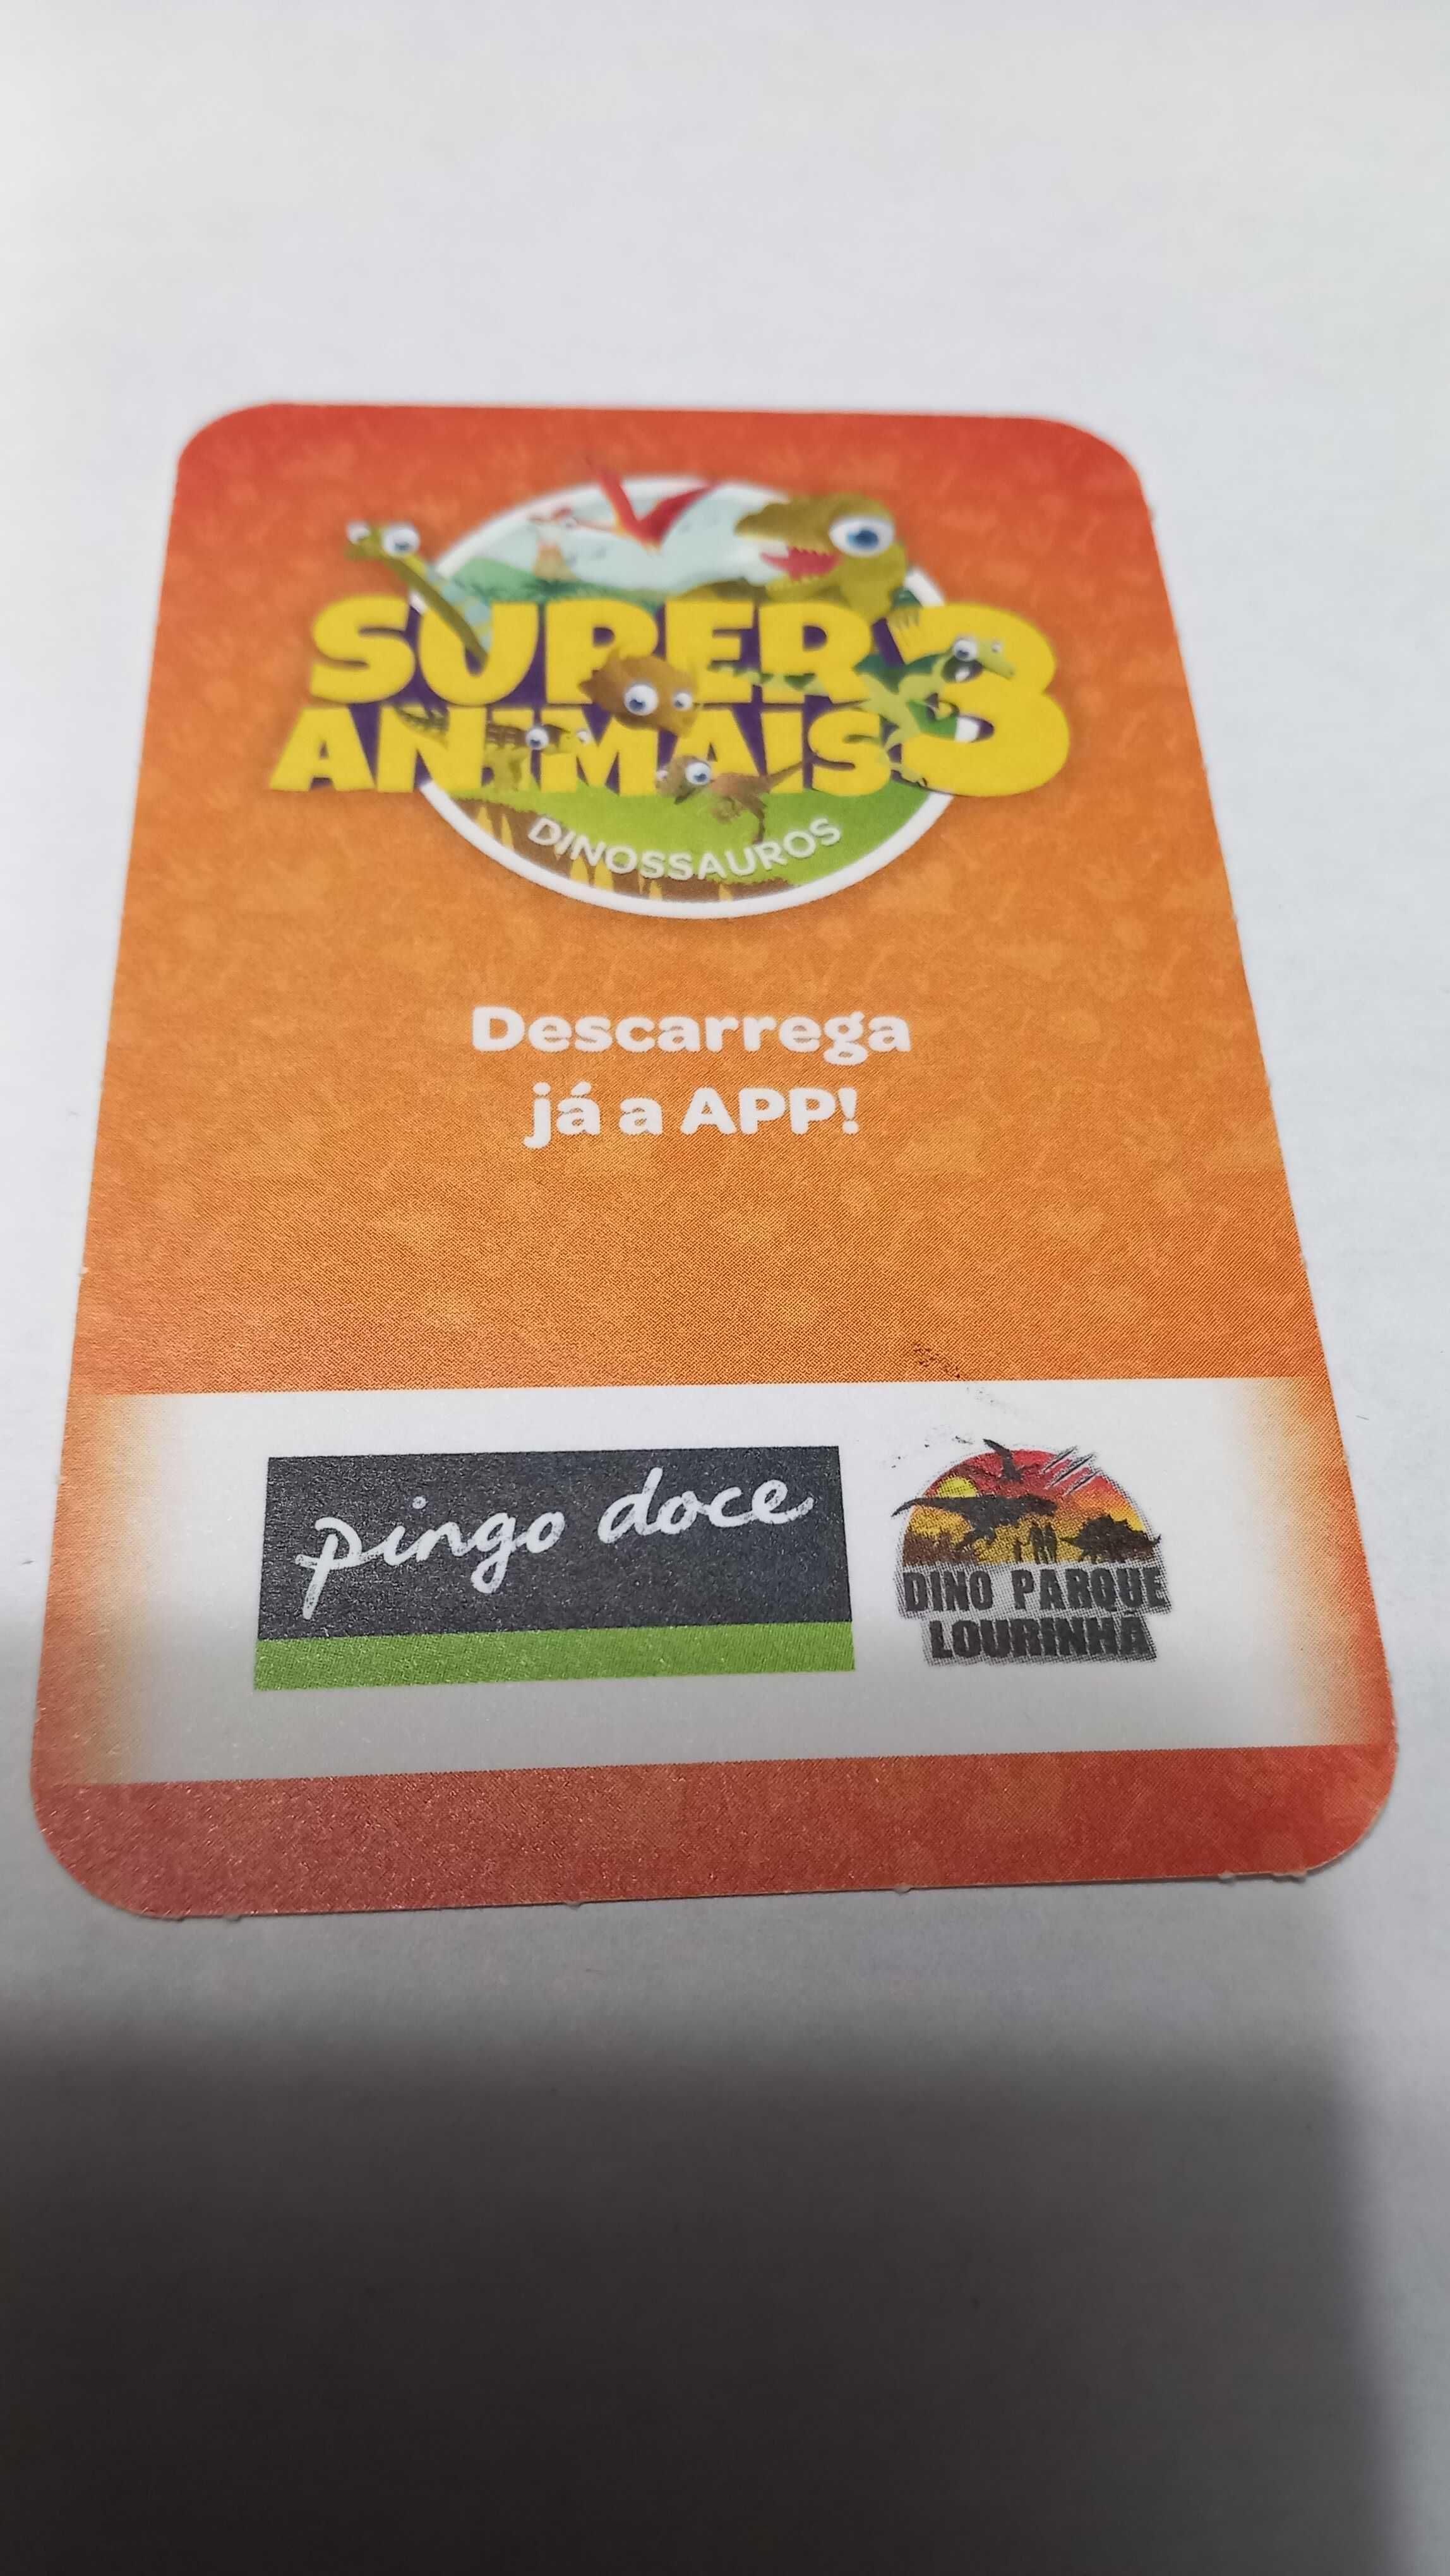 SUPER
ANIMAIS 3
DINOSSAUROS
Descarrega
já a APP!
pingo doce
DINO PARQUE
LOURINHÃ